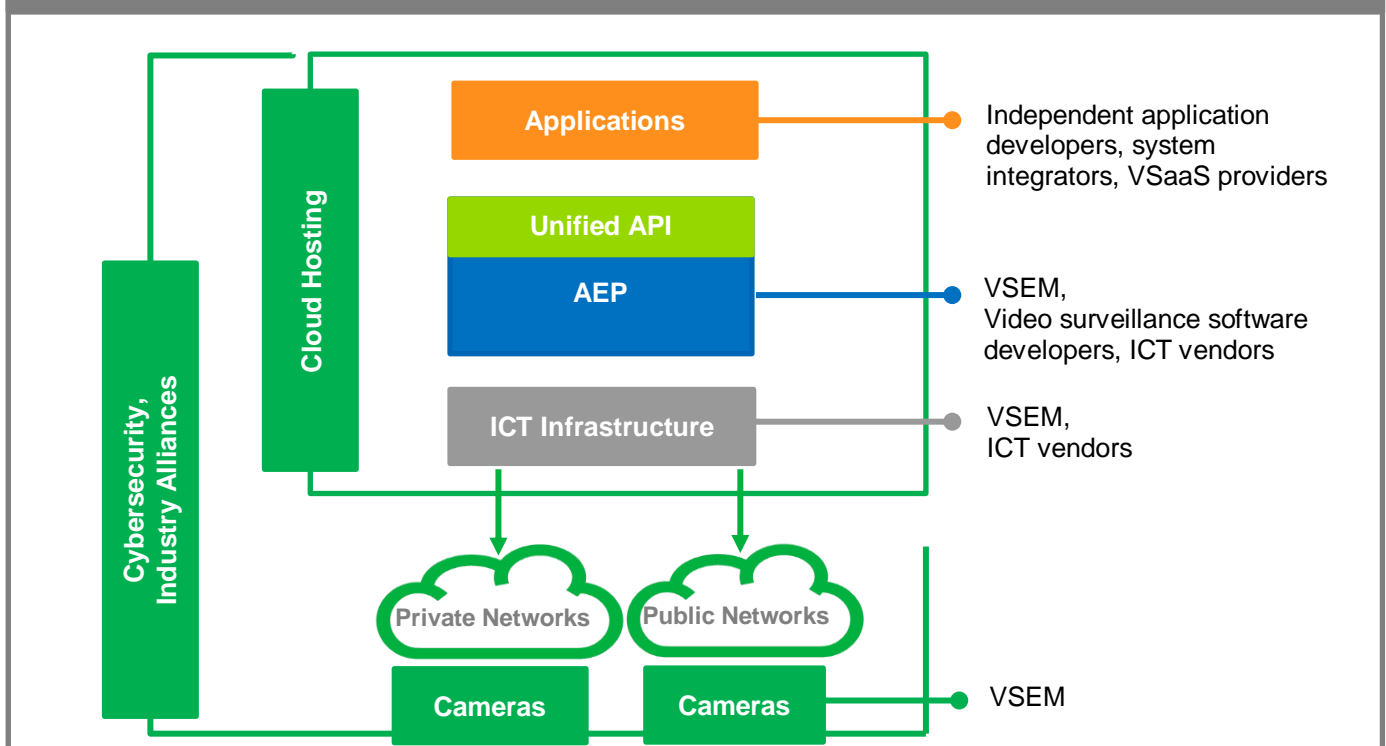 Applications
Independent application
developers, system
integrators, VSaaS providers
Cloud Hosting
Unified API
AEP
VSEM,
Video surveillance software
developers, ICT vendors
Cybersecurity,
Industry Alliances
ICT Infrastructure
VSEM,
ICT vendors
Private Networks
Public Networks
Cameras
Cameras
VSEM